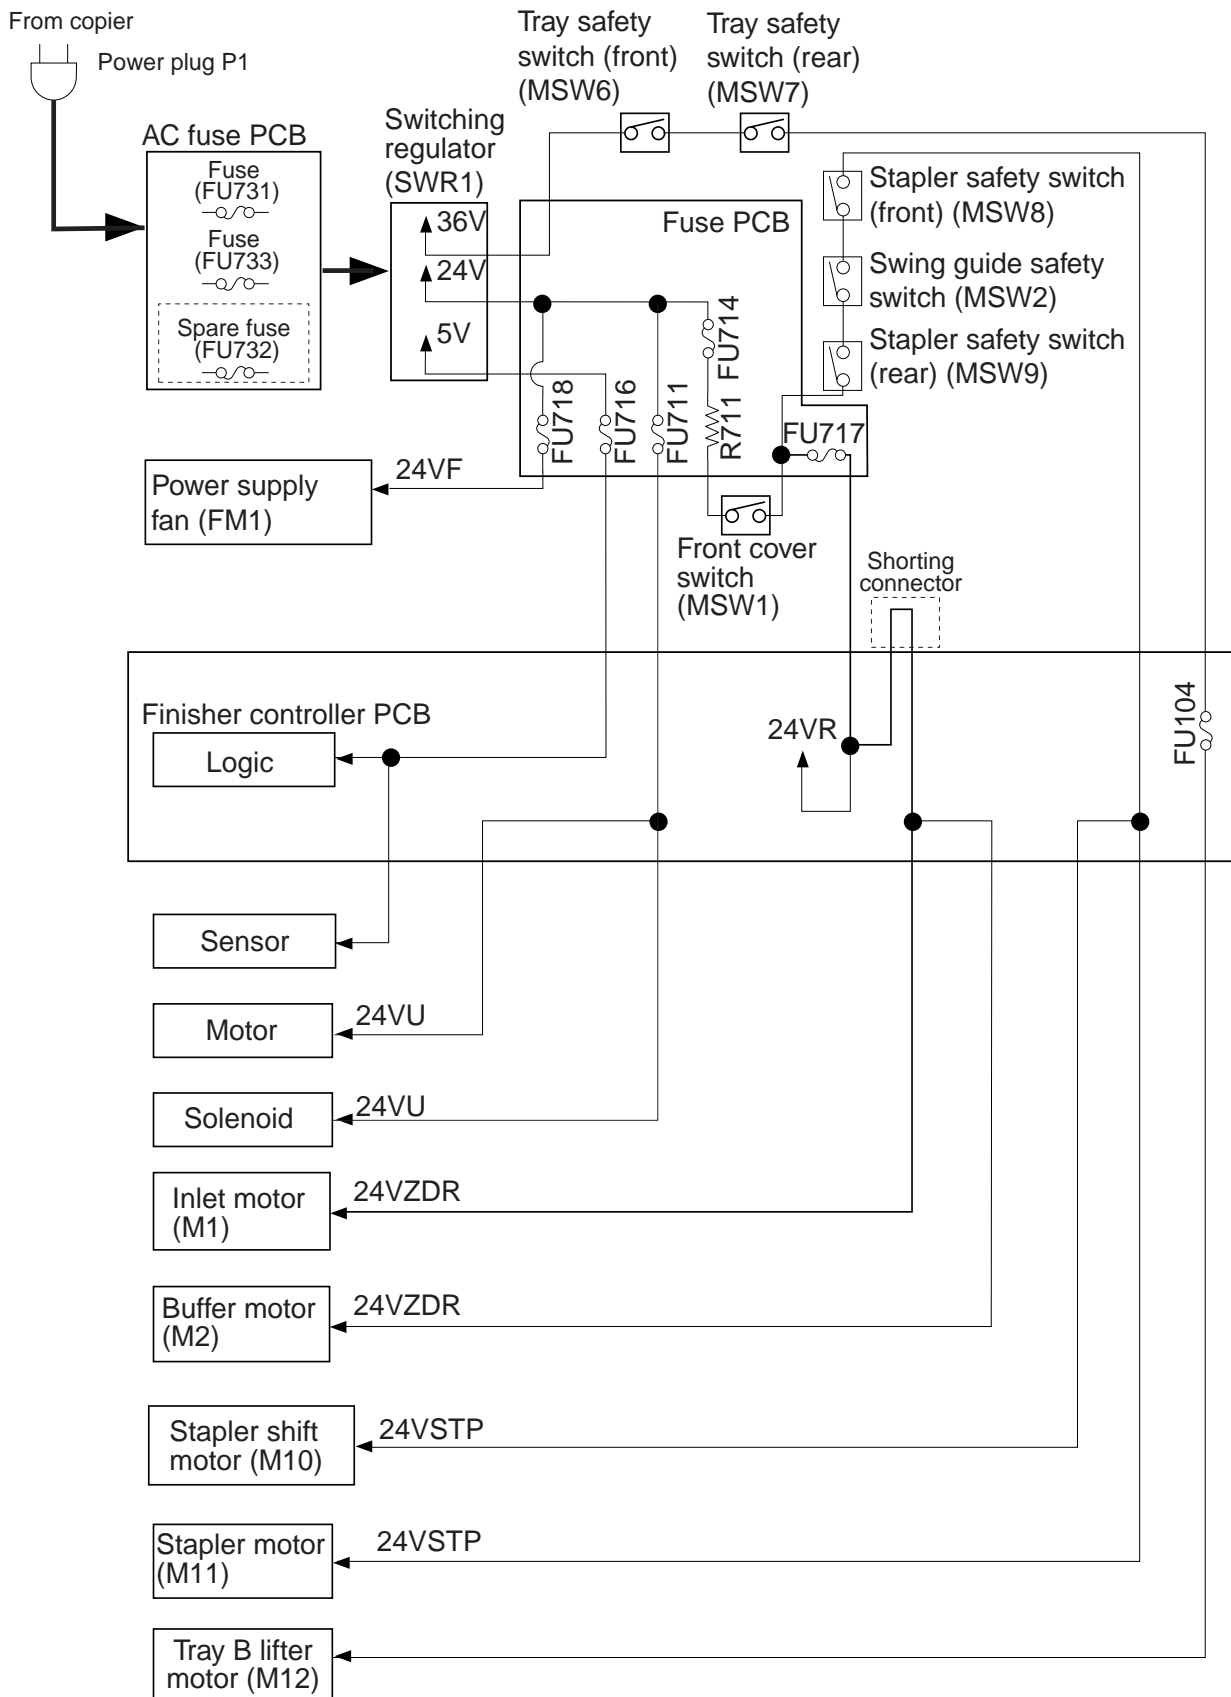 From copier
Power plug P1
Tray safety
switch (front)
(MSW6)
Tray safety
switch (rear)
(MSW7)
AC fuse PCB
Fuse
(FU731)
Fuse
(FU733)
Spare fuse
(FU732)
Switching
regulator
(SWR1)
36V
24V
5V
Fuse PCB
FU718
FU716
FU711
FU714
R711
FU717
Stapler safety switch
(front) (MSW8)
Swing guide safety
switch (MSW2)
Stapler safety switch
(rear) (MSW9)
24VF
Power supply
fan (FM1)
Front cover
switch
(MSW1)
Shorting
connector
Finisher controller PCB
Logic
24VR
FU104
Sensor
Motor
24VU
Solenoid
24VU
Inlet motor
(M1)
24VZDR
Buffer motor
(M2)
24VZDR
Stapler shift
motor (M10)
24VSTP
Stapler motor
(M11)
24VSTP
Tray B lifter
motor (M12)